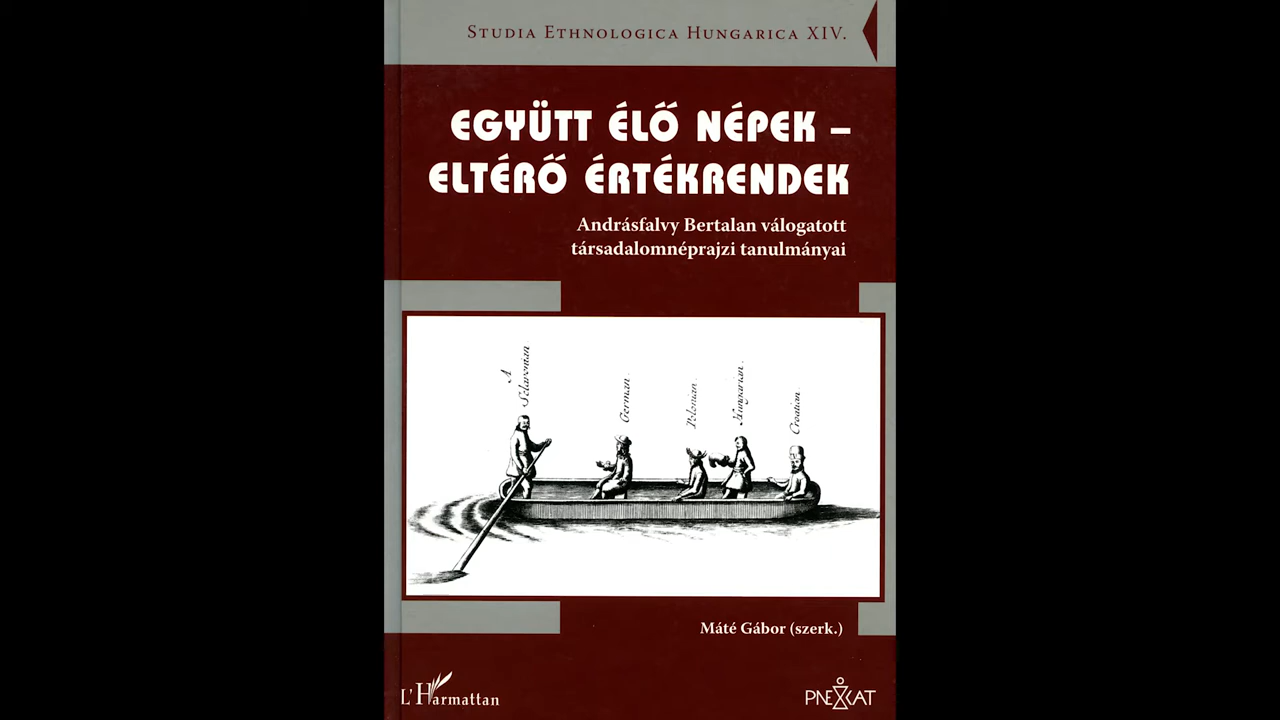 STUDIA ETHNOLOGICA HUNGARICA XIV.
EGYÜTT ÉLŐ NÉPEK –
ELTÉRŐ ÉRTÉKRENDEK
Andrásfalvy Bertalan válogatott
társadalomnéprajzi tanulmányai
A
Sclavonian
German
Polonian
Hungarian.
Croatian
Máté Gábor (szerk.)
L'Harmattan
PNEXCAT